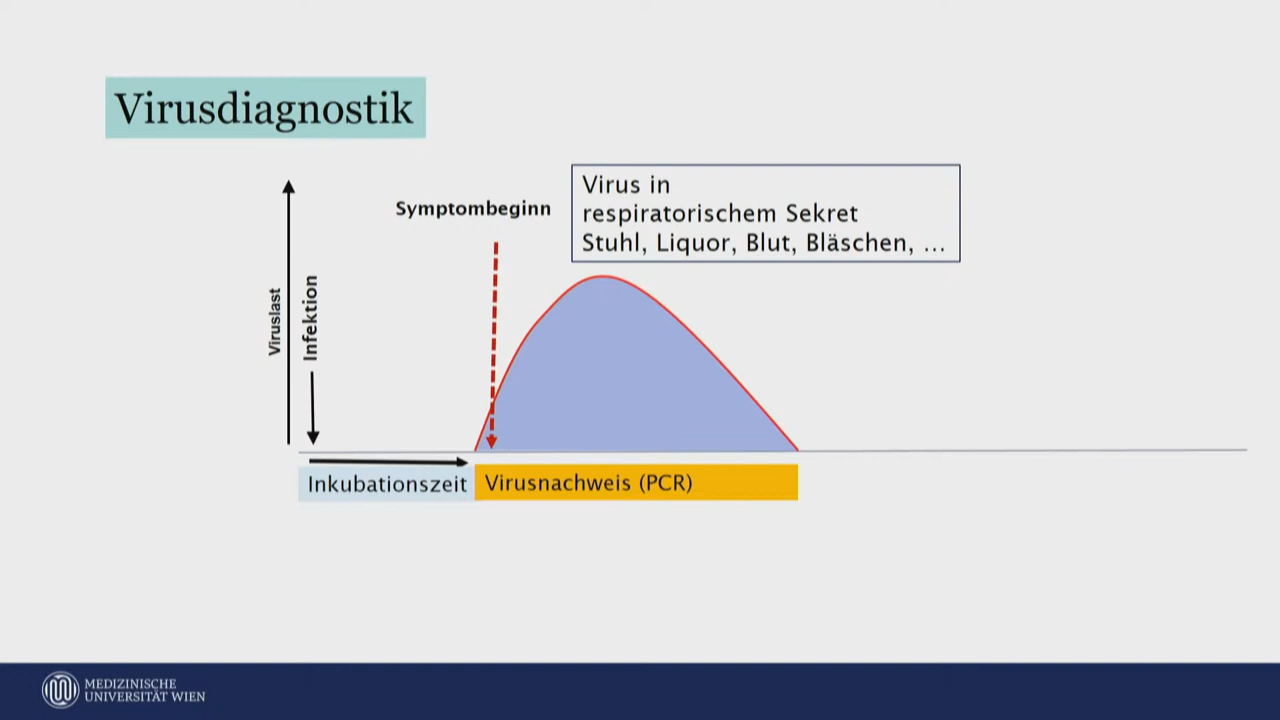 Virusdiagnostik
Symptombeginn
Virus in
respiratorischem Sekret
Stuhl, Liquor, Blut, Bläschen, ...
Viruslast
Infektion
Inkubationszeit
Virusnachweis (PCR)
MEDIZINISCHE
UNIVERSITÄT WIEN